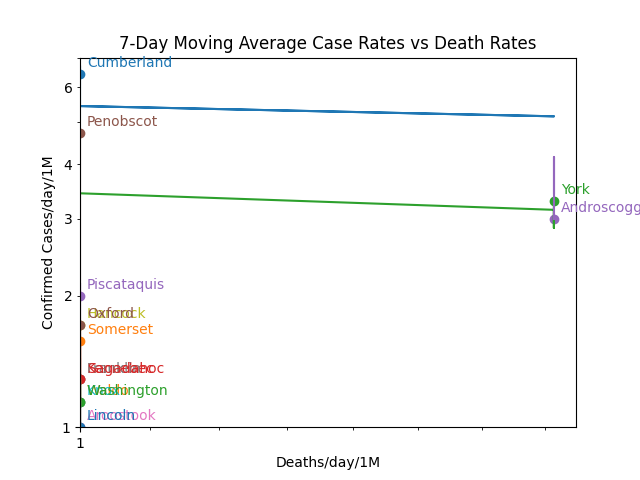 7-Day Moving Average Case Rates vs Death Rates
Cumberland
6
Penobscot
4
York
Androscogg
3
Piscataquis
2
Oxford
Somerset
Sagadahoc
Washington
Lincoln
Aroostook
1
1
Confirmed Cases/day/1M
Deaths/day/1M